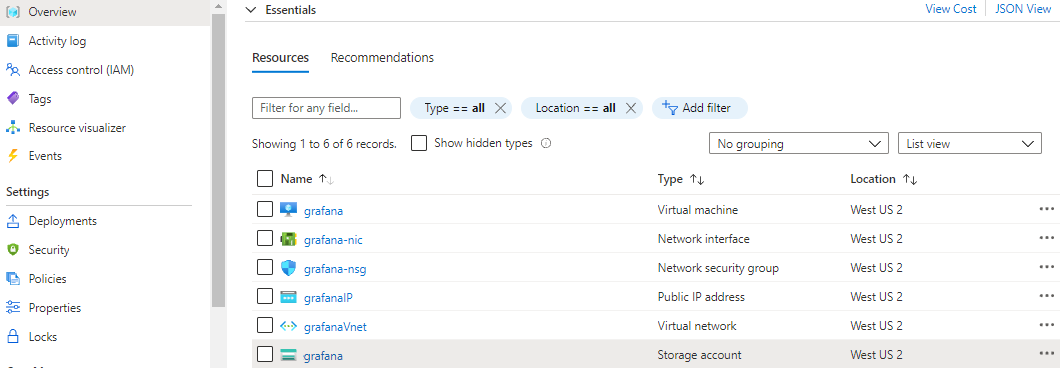 Overview
Activity log
Access control (IAM)
Tags
Resource visualizer
Events
Settings
Deployments
Security
Policies
Properties
Locks
Essentials
View Cost
JSON View
Resources Recommendations
Filter for any field...
Type == all
Location == all
Add filter
Showing 1 to 6 of 6 records.
Show hidden types
No grouping
List view
Name Type Location
grafana Virtual machine West US 2
grafana-nic Network interface West US 2
grafana-nsg Network security group West US 2
grafanaIP Public IP address West US 2
grafanaVnet Virtual network West US 2
grafana Storage account West US 2